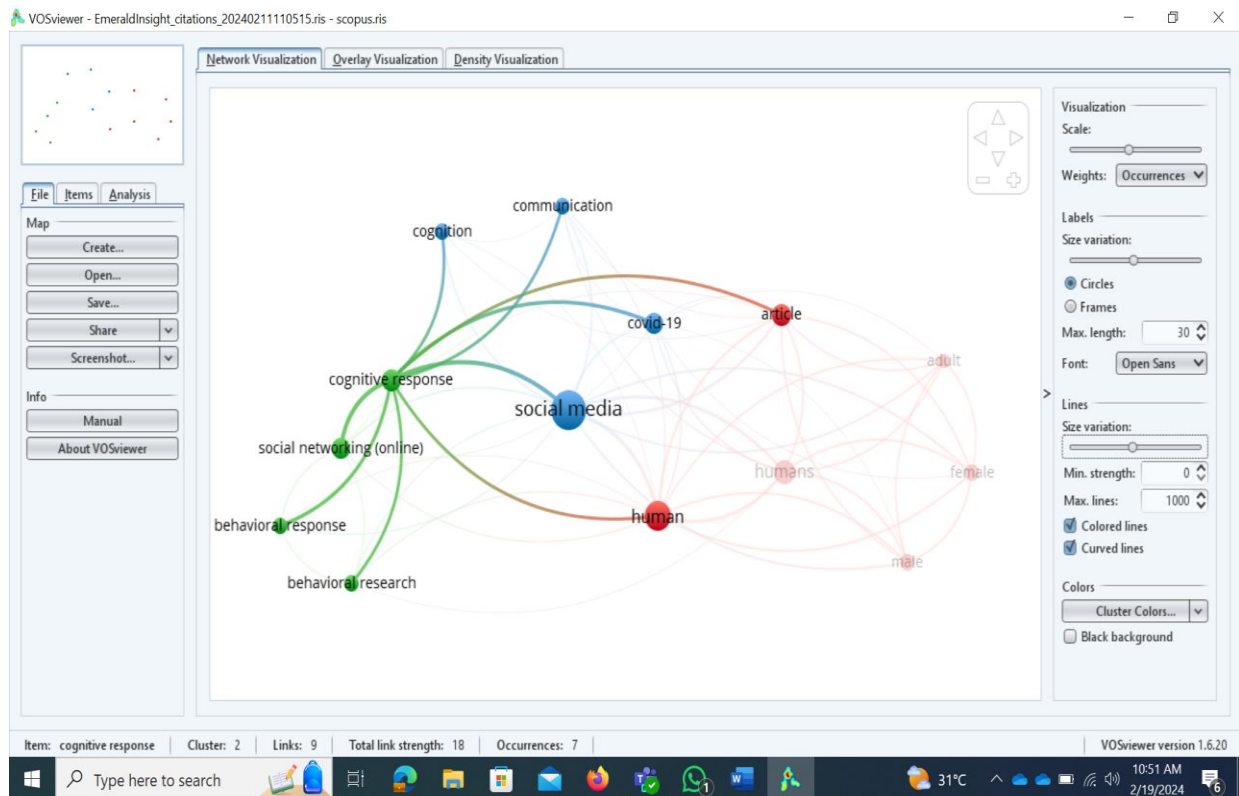 VOSviewer - EmeraldInsight_citations_20240211110515.ris - scopus.ris
Network Visualization Overlay Visualization Density Visualization
File Items Analysis
Map
Create...
Open...
Save...
Share
Screenshot...
Info
Manual
About VOSviewer
communication
cognition
covid-19
article
adult
cognitive response
social media
social networking (online)
humans
female
behavioral response
human
male
behavioral research
Visualization
Scale:
Weights: Occurrences
Labels
Size variation:
Circles
Frames
Max. length: 30
Font: Open Sans
>
Lines
Size variation:
Min. strength: 0
Max. lines: 1000
Colored lines
Curved lines
Colors
Cluster Colors...
Black background
Item: cognitive response Cluster: 2 Links: 9 Total link strength: 18 Occurrences: 7 VOSviewer version 1.6.20
Type here to search
1
31°C
10:51 AM
2/19/2024
6